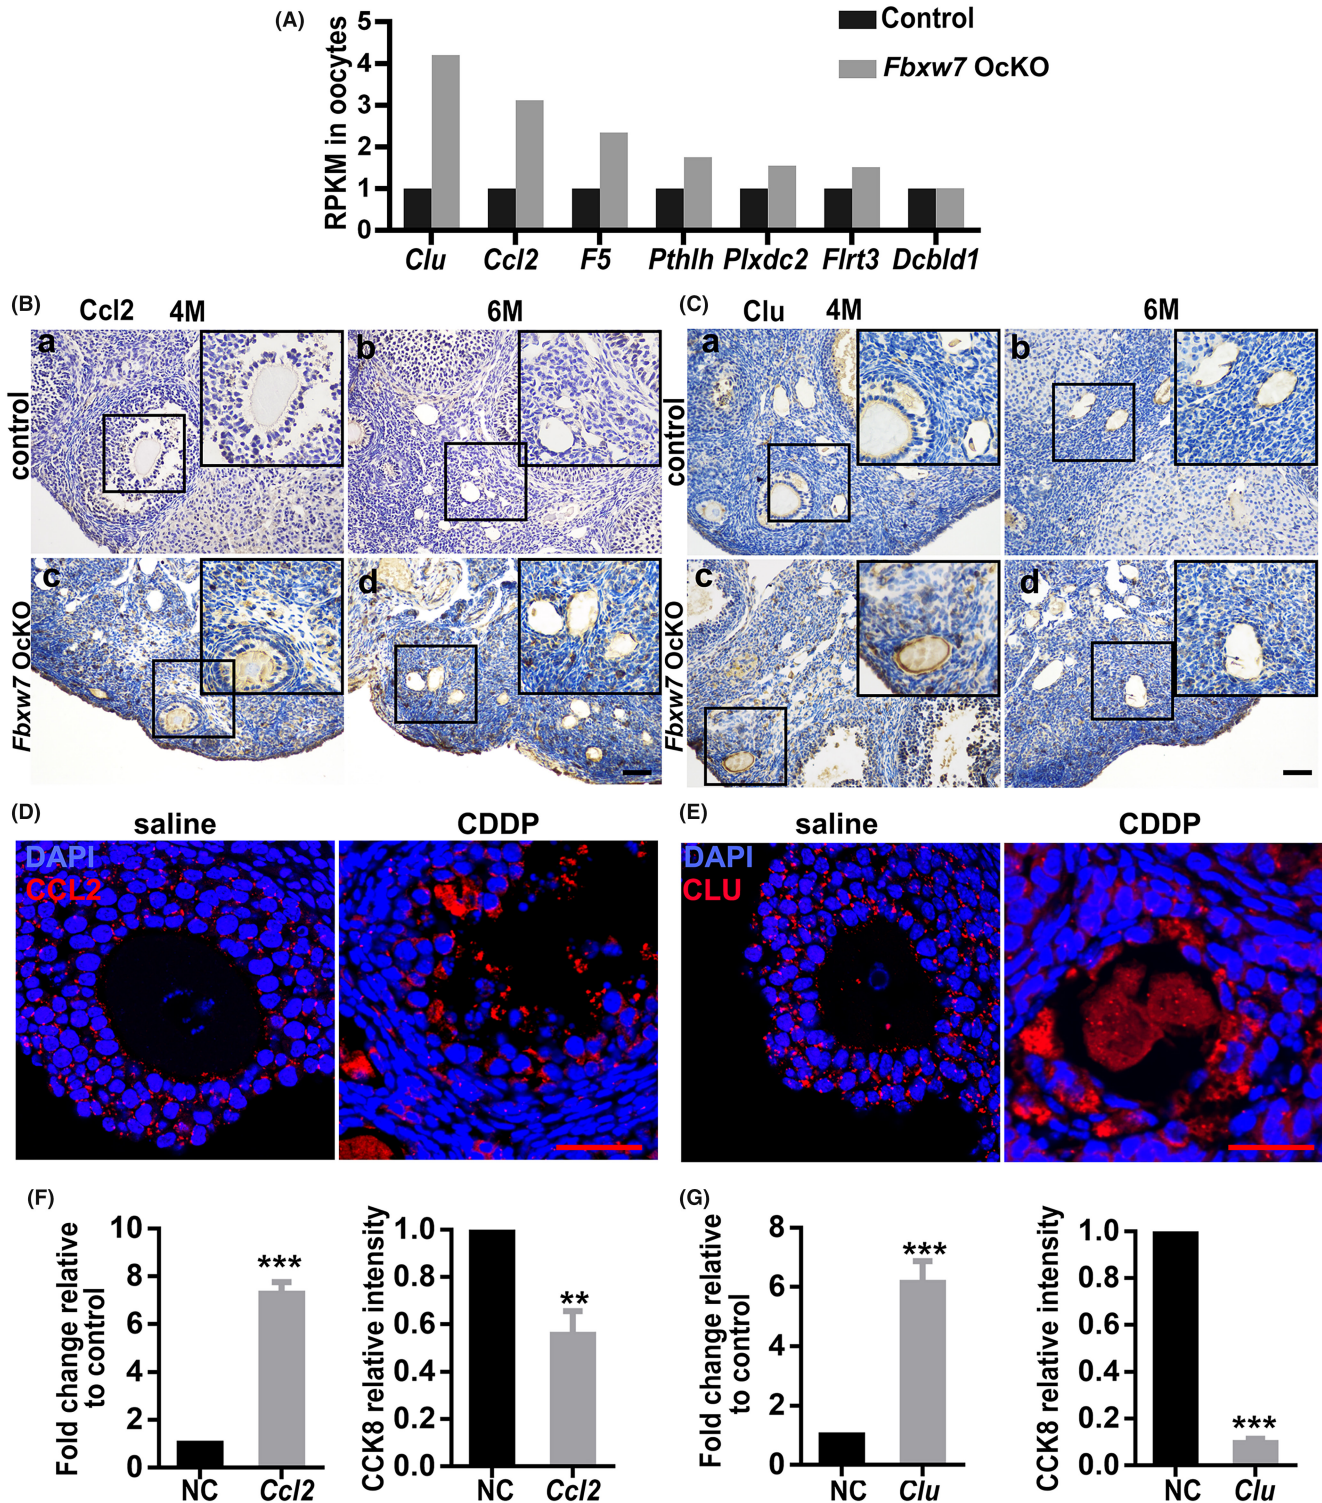 (A)
RPKM in oocytes
5
4
3
2
1
0
Control
Fbxw7 OcKO
Clu Ccl2 F5 Pthlh Plxdc2 Flrt3 Dcbld1
(B) Ccl2 4M 6M
control
a b
Fbxw7 OcKO
c d
(C) Clu 4M 6M
control
a b
Fbxw7 OcKO
c d
(D) saline CDDP
DAPI
CCL2
(E) saline CDDP
DAPI
CLU
(F)
Fold change relative
to control
10
8
6
4
2
0
***
NC Ccl2
CCK8 relative intensity
1.0
0.8
0.6
0.4
0.2
0.0
**
NC Ccl2
(G)
Fold change relative
to control
8
6
4
2
0
***
NC Clu
CCK8 relative intensity
1.0
0.8
0.6
0.4
0.2
0.0
***
NC Clu